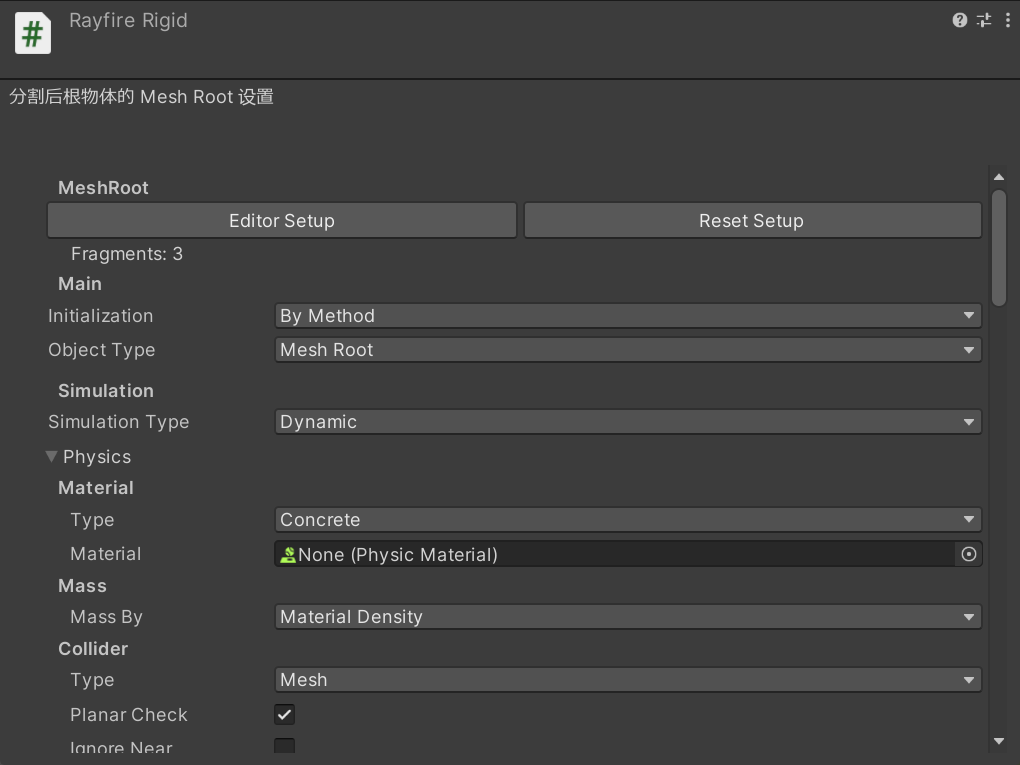 Rayfire Rigid
分割后根物体的 Mesh Root 设置
MeshRoot
Editor Setup
Reset Setup
Fragments: 3
Main
Initialization
By Method
Object Type
Mesh Root
Simulation
Simulation Type
Dynamic
Physics
Material
Type
Concrete
Material
None (Physic Material)
Mass
Mass By
Material Density
Collider
Type
Mesh
Planar Check
Ignore Near